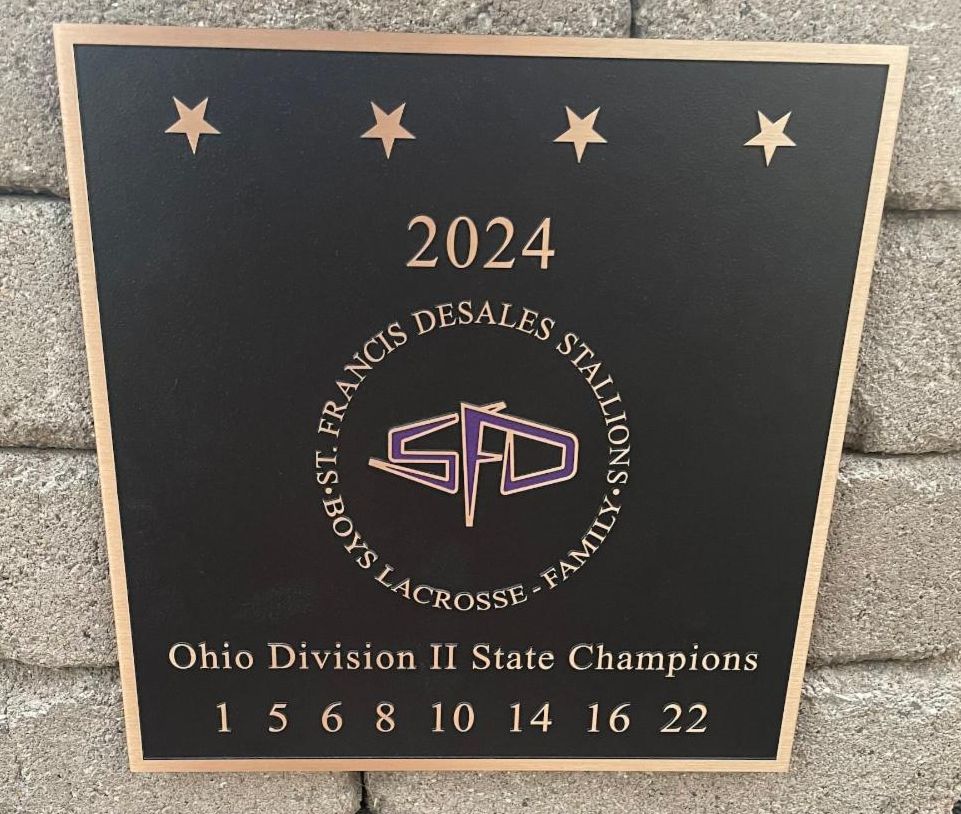 2024
ST. FRANCIS DESALES STALLIONS
•BOYS LACROSSE - FAMILY•
SFD
Ohio Division II State Champions
1 5 6 8 10 14 16 22